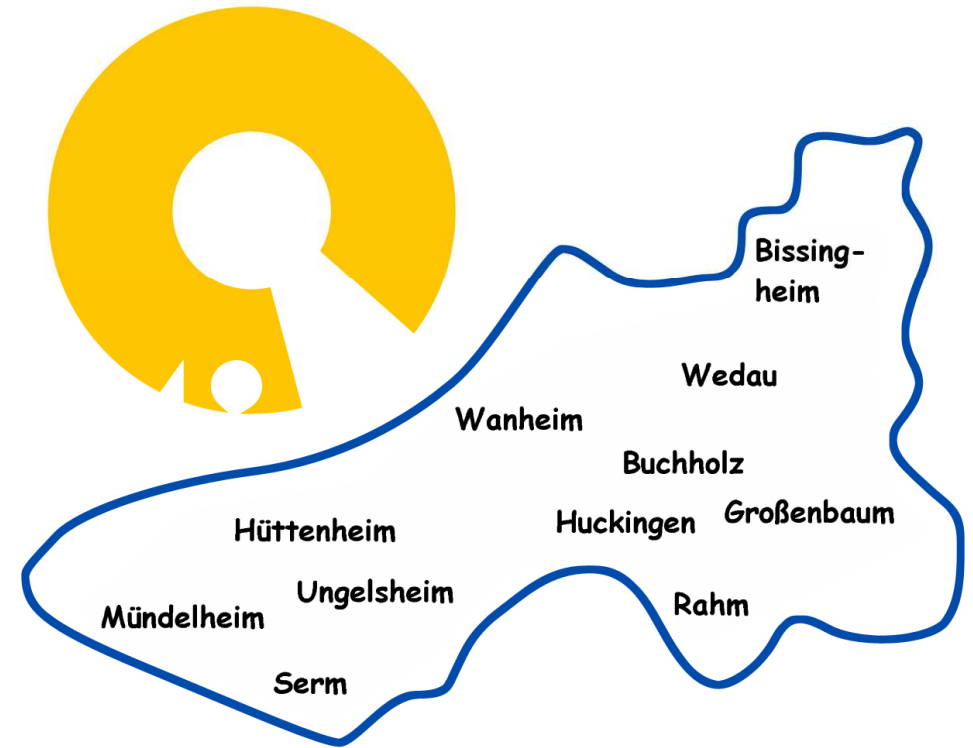 Bissing-
heim
Wedau
Wanheim
Buchholz
Großenbaum
Huckingen
Hüttenheim
Ungelsheim
Rahm
Mündelheim
Serm